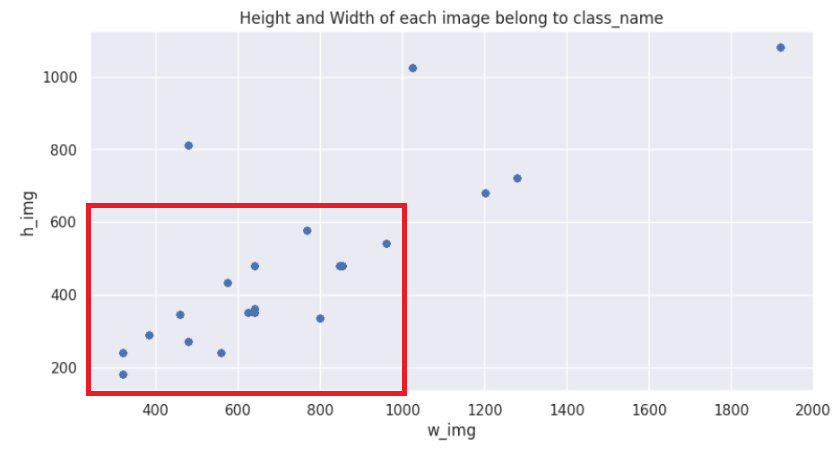 Height and Width of each image belong to class_name
1000
800
600
400
200
h_img
400 600 800 1000 1200 1400 1600 1800 2000
w_img